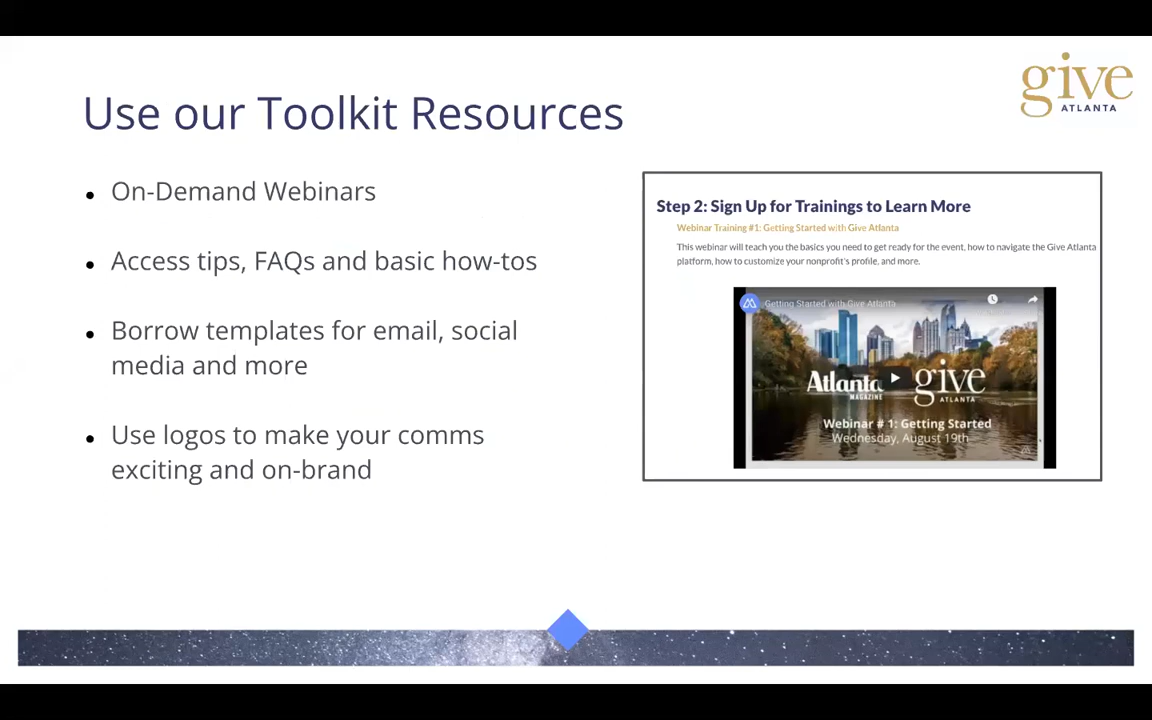 give
ATLANTA
Use our Toolkit Resources
On-Demand Webinars
Access tips, FAQs and basic how-tos
Borrow templates for email, social
media and more
Use logos to make your comms
exciting and on-brand
Step 2: Sign Up for Trainings to Learn More
Webinar Training #1: Getting Started with Give Atlanta
This webinar will teach you the basics you need to get ready for the event, how to navigate the Give Atlanta
platform, how to customize your nonprofit's profile, and more.
Getting Started with Give Atlanta
Atlanta
MAGAZINE
give
ATLANTA
Webinar # 1: Getting Started
Wednesday, August 19th